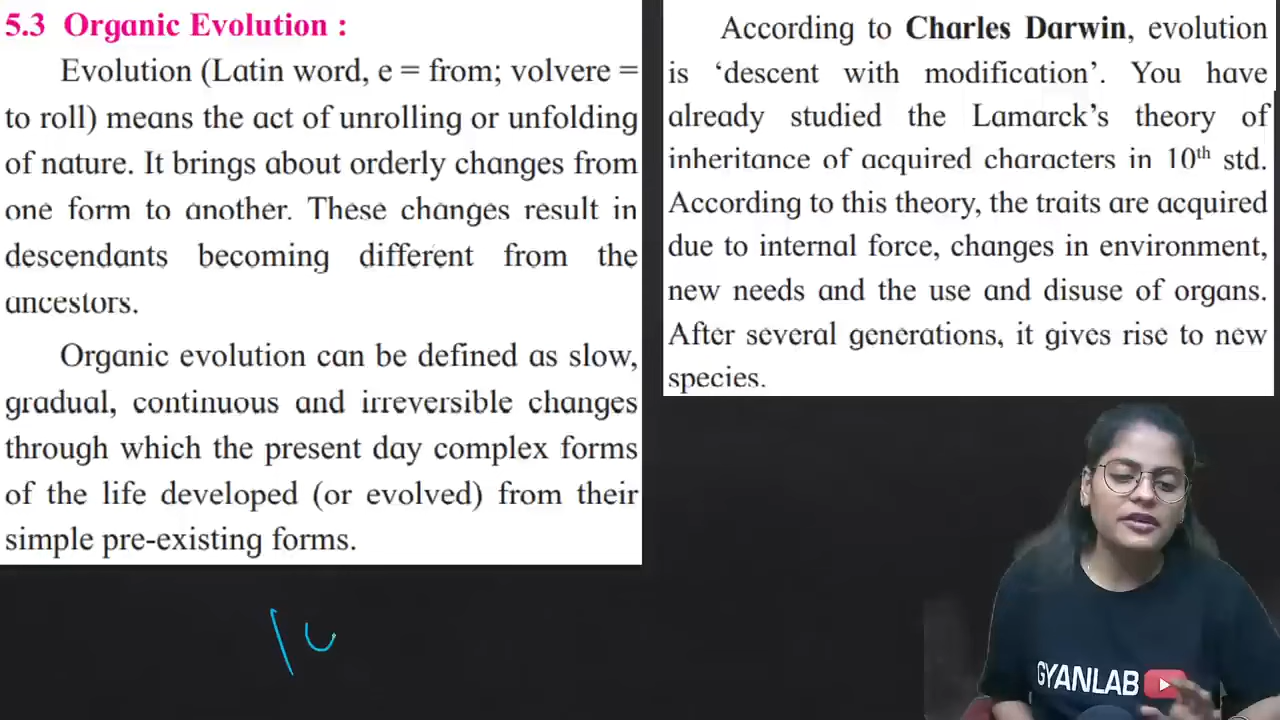 5.3 Organic Evolution :
Evolution (Latin word, e = from; volvere =
to roll) means the act of unrolling or unfolding
of nature. It brings about orderly changes from
one form to another. These changes result in
descendants becoming different from the
ancestors.
Organic evolution can be defined as slow,
gradual, continuous and irreversible changes
through which the present day complex forms
of the life developed (or evolved) from their
simple pre-existing forms.
According to Charles Darwin, evolution
is ‘descent with modification’. You have
already studied the Lamarck’s theory of
inheritance of acquired characters in 10th std.
According to this theory, the traits are acquired
due to internal force, changes in environment,
new needs and the use and disuse of organs.
After several generations, it gives rise to new
species.
GYANLAB